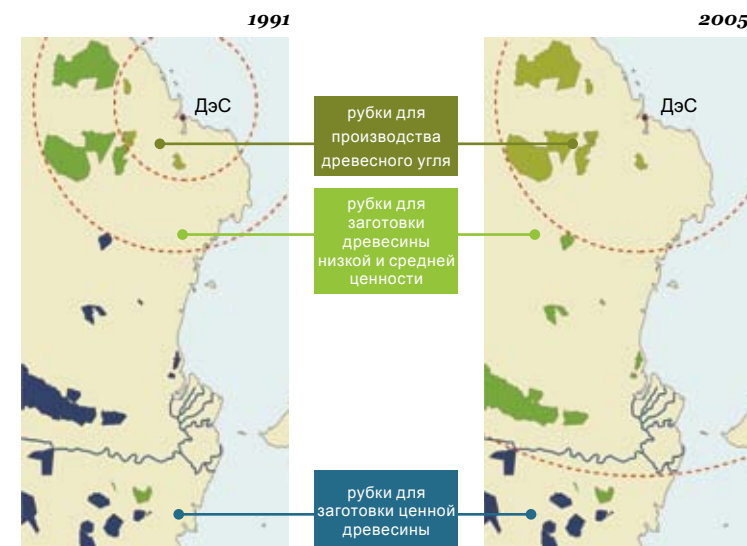 1991
2005
ДэС
ДэС
рубки для
производства
древесного угля
рубки для
заготовки
древесины
низкой и средней
ценности
рубки для
заготовки ценной
древесины